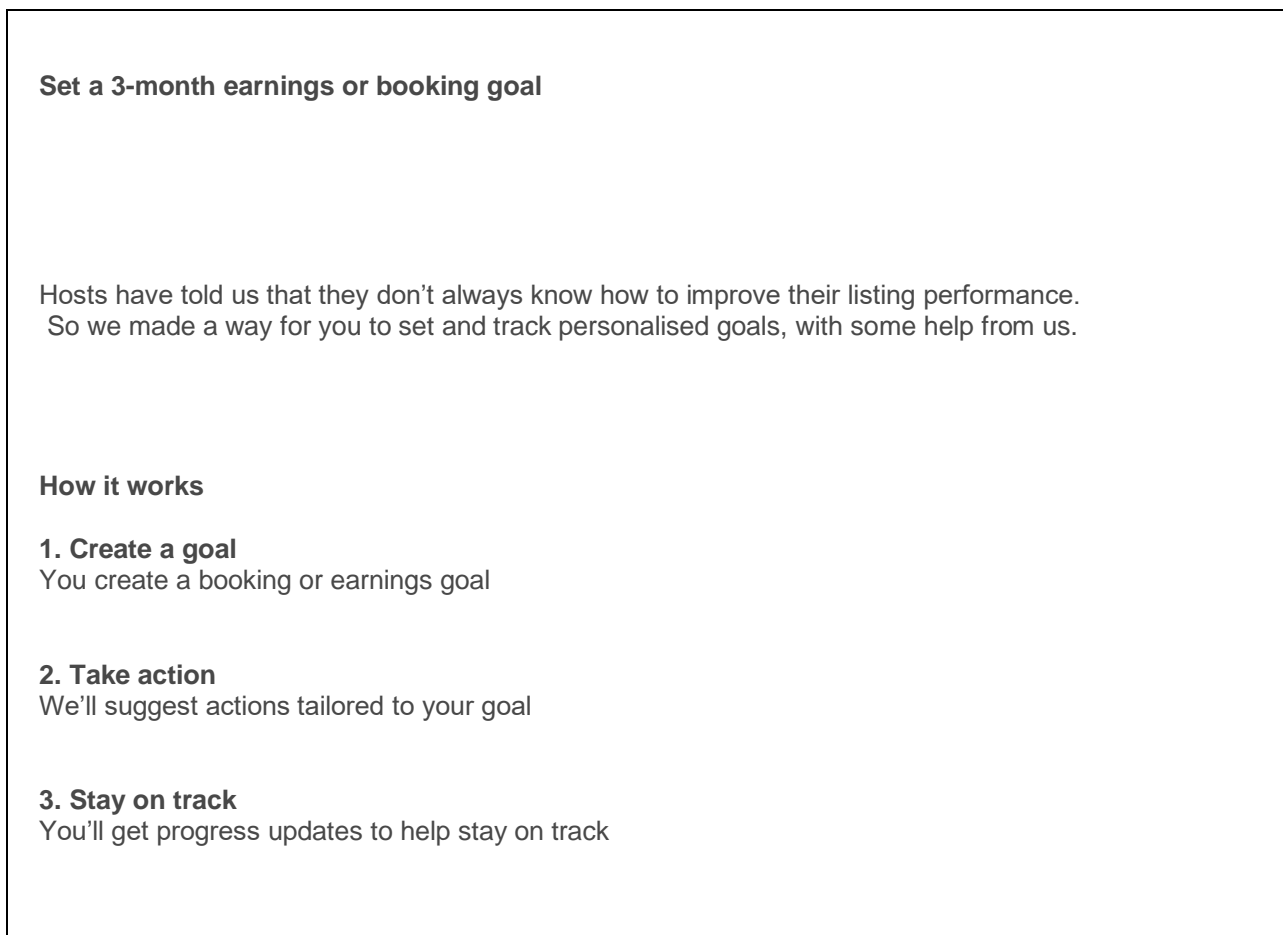 Set a 3-month earnings or booking goal
Hosts have told us that they don’t always know how to improve their listing performance.
So we made a way for you to set and track personalised goals, with some help from us.
How it works
1. Create a goal
You create a booking or earnings goal
2. Take action
We’ll suggest actions tailored to your goal
3. Stay on track
You’ll get progress updates to help stay on track